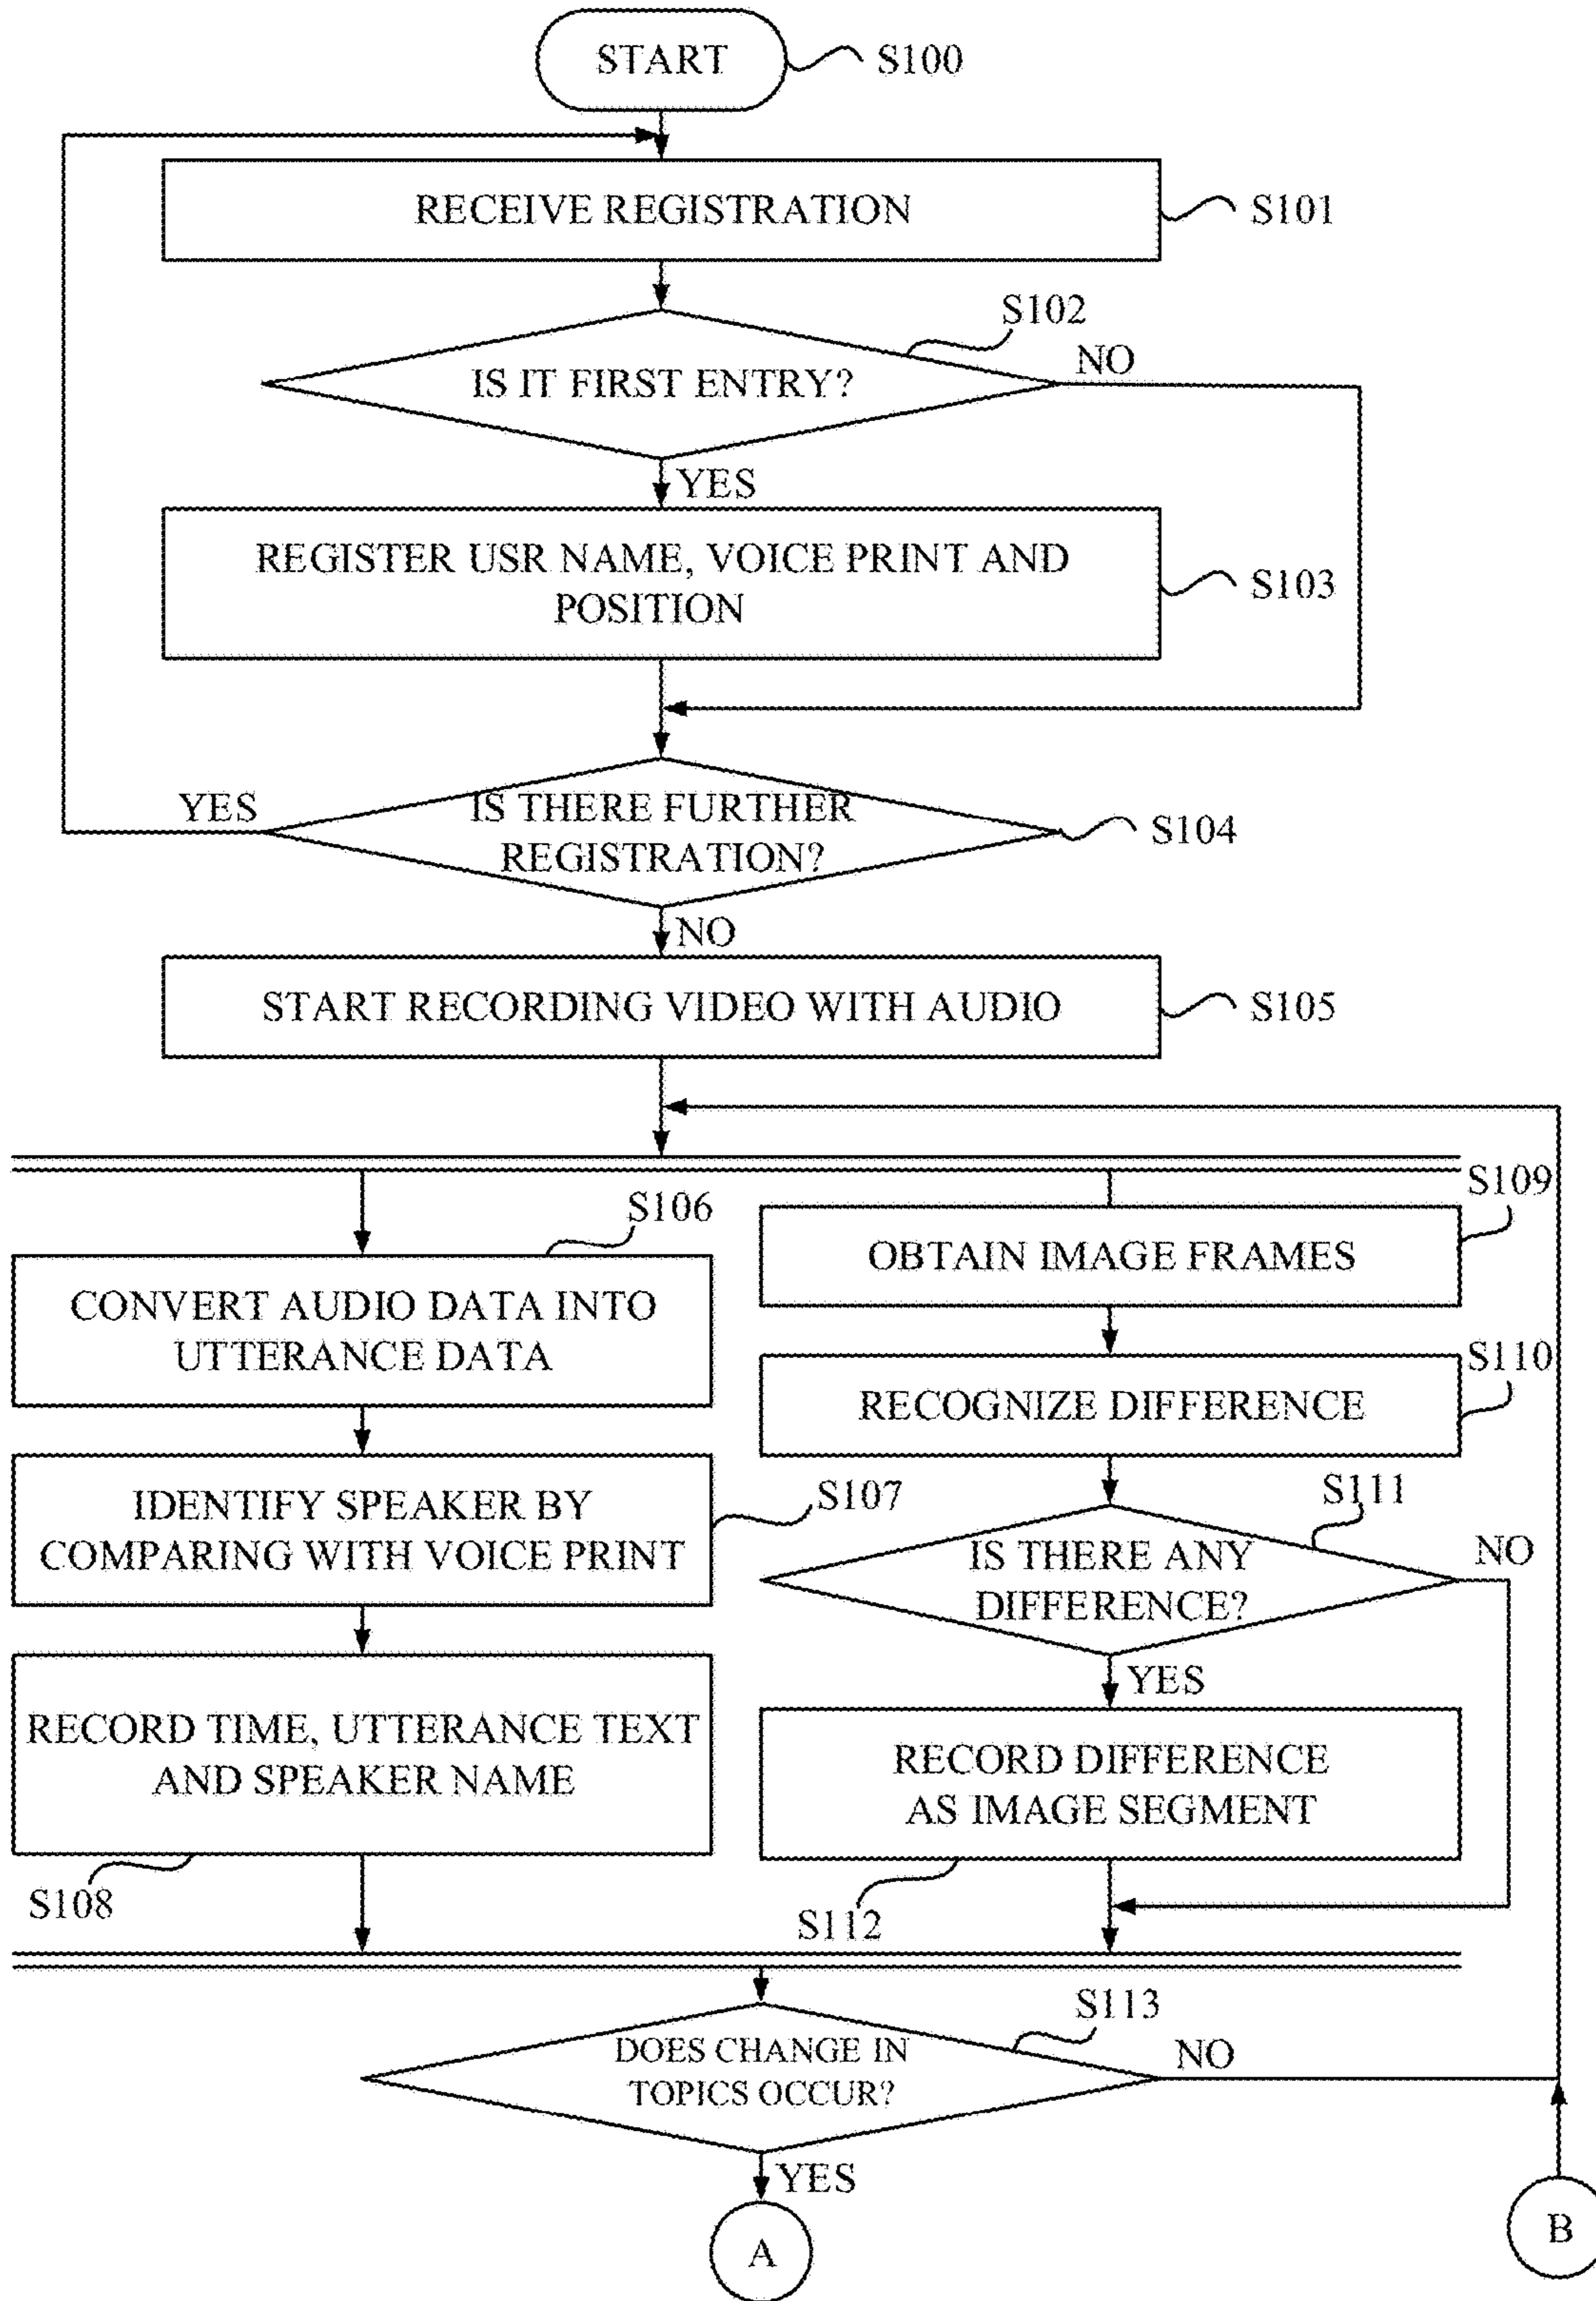 START
S100
RECEIVE REGISTRATION
S101
S102
IS IT FIRST ENTRY?
NO
YES
REGISTER USR NAME, VOICE PRINT AND
POSITION
S103
YES
IS THERE FURTHER
REGISTRATION?
S104
NO
START RECORDING VIDEO WITH AUDIO
S105
S106
CONVERT AUDIO DATA INTO
UTTERANCE DATA
IDENTIFY SPEAKER BY
COMPARING WITH VOICE PRINT
S107
RECORD TIME, UTTERANCE TEXT
AND SPEAKER NAME
S108
S109
OBTAIN IMAGE FRAMES
S110
RECOGNIZE DIFFERENCE
S111
IS THERE ANY
DIFFERENCE?
NO
YES
RECORD DIFFERENCE
AS IMAGE SEGMENT
S112
S113
DOES CHANGE IN
TOPICS OCCUR?
NO
YES
A
B